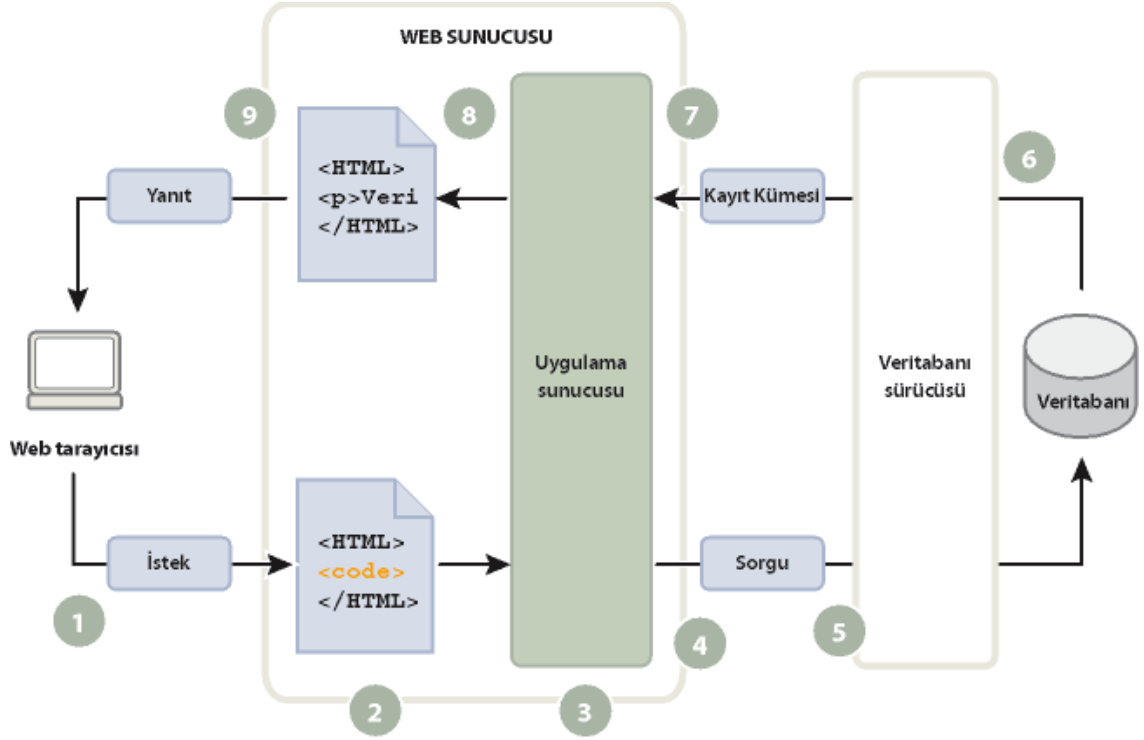 WEB SUNUCUSU
9
8
7
6
<HTML>
<p>Veri
</HTML>
Yanıt
Kayıt Kümesi
Uygulama
sunucusu
Veritabanı
sürücüsü
Veritabanı
Web tarayıcısı
İstek
<HTML>
<code>
</HTML>
Sorgu
1
2
3
4
5